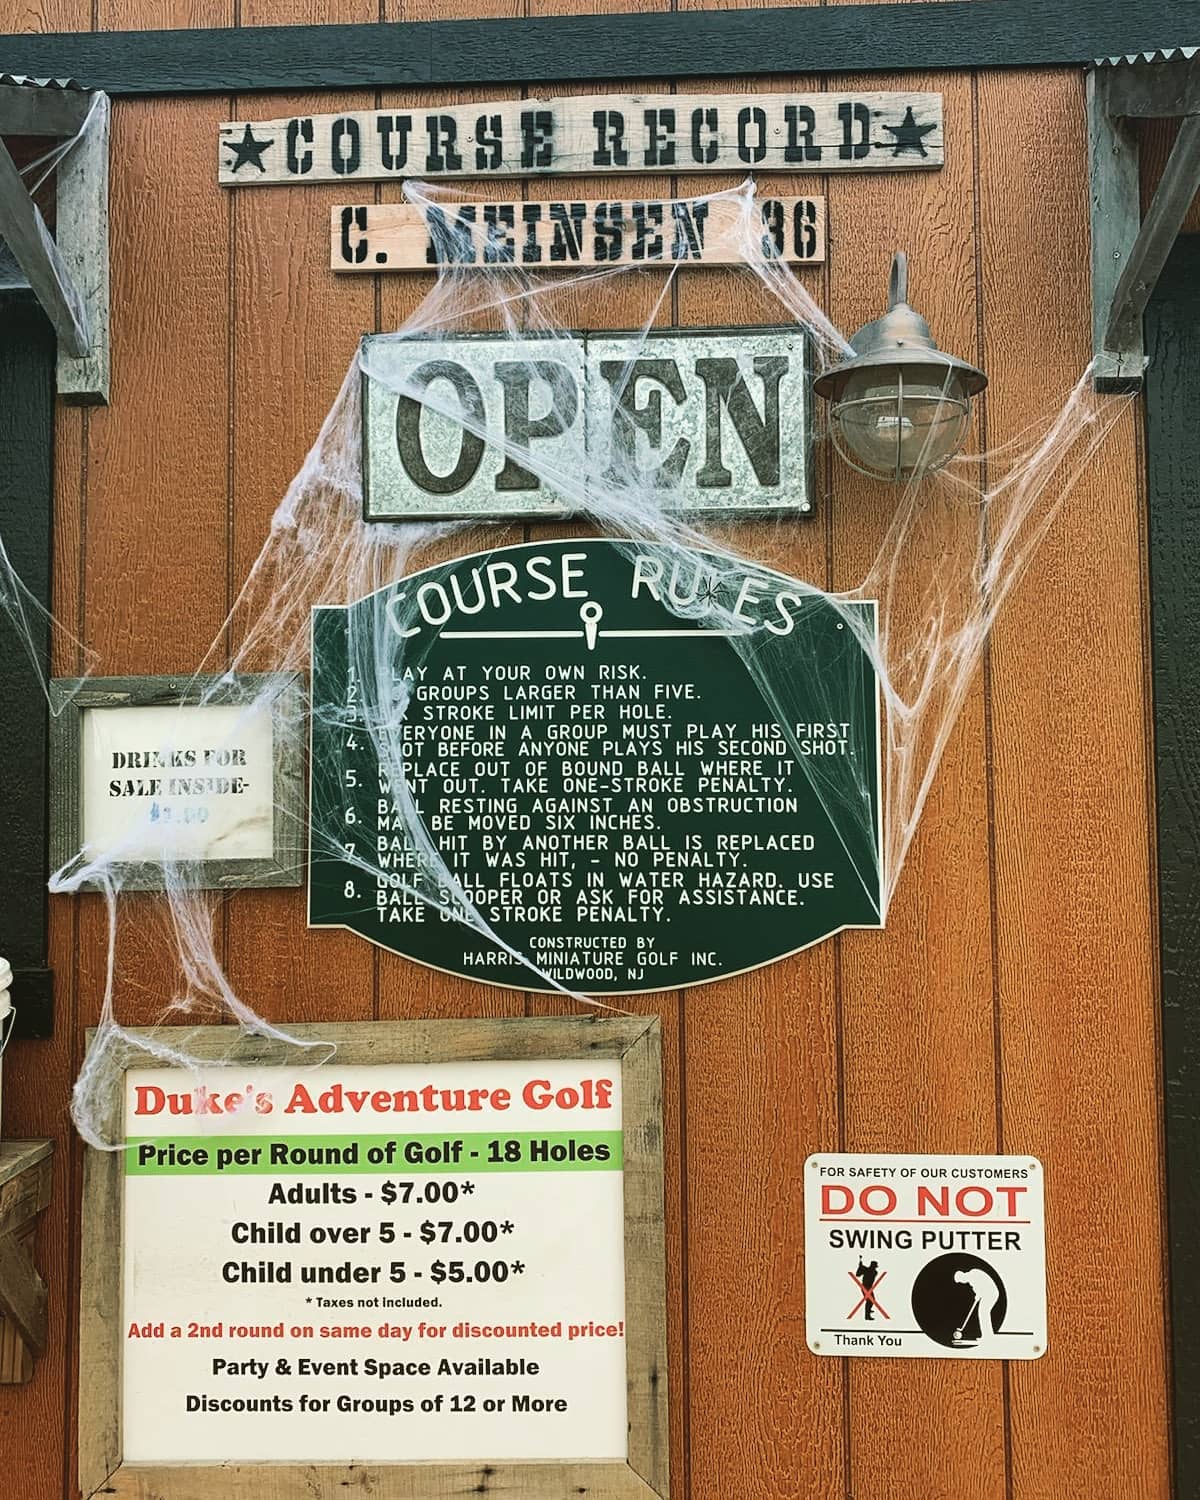 ★COURSE RECORD★
C. MEINSEN 36
OPEN
COURSE RULES
1. PLAY AT YOUR OWN RISK.
2. GROUPS LARGER THAN FIVE.
3. STROKE LIMIT PER HOLE.
4. EVERYONE IN A GROUP MUST PLAY HIS FIRST
SHOT BEFORE ANYONE PLAYS HIS SECOND SHOT.
5. REPLACE OUT OF BOUND BALL WHERE IT
WENT OUT. TAKE ONE-STROKE PENALTY.
6. BALL RESTING AGAINST AN OBSTRUCTION
MAY BE MOVED SIX INCHES.
7. BALL HIT BY ANOTHER BALL IS REPLACED
WHERE IT WAS HIT, - NO PENALTY.
8. GOLF BALL FLOATS IN WATER HAZARD. USE
BALL SCOOPER OR ASK FOR ASSISTANCE.
TAKE ONE STROKE PENALTY.
CONSTRUCTED BY
HARRIS MINIATURE GOLF INC.
WILDWOOD, NJ
DRINKS FOR
SALE INSIDE-
$1.00
Duke's Adventure Golf
Price per Round of Golf - 18 Holes
Adults - $7.00*
Child over 5 - $7.00*
Child under 5 - $5.00*
* Taxes not included.
Add a 2nd round on same day for discounted price!
Party & Event Space Available
Discounts for Groups of 12 or More
FOR SAFETY OF OUR CUSTOMERS
DO NOT
SWING PUTTER
Thank You